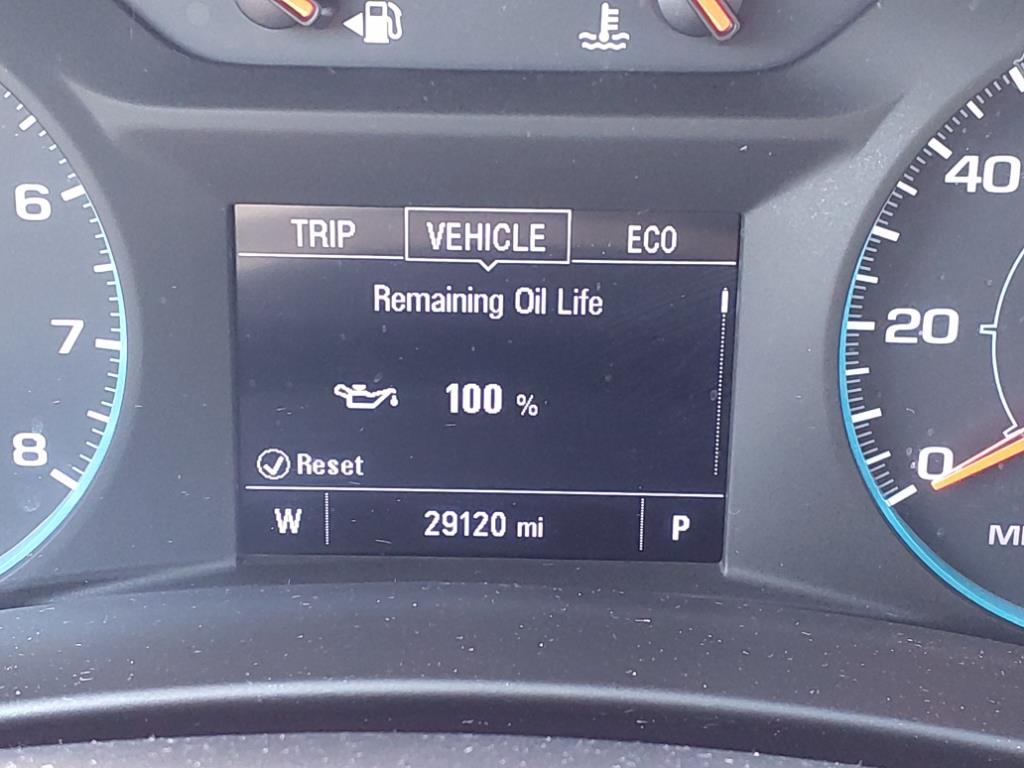 TRIP VEHICLE ECO
Remaining Oil Life
100 %
Reset
W 29120 mi P
6
7
8
40
20
0